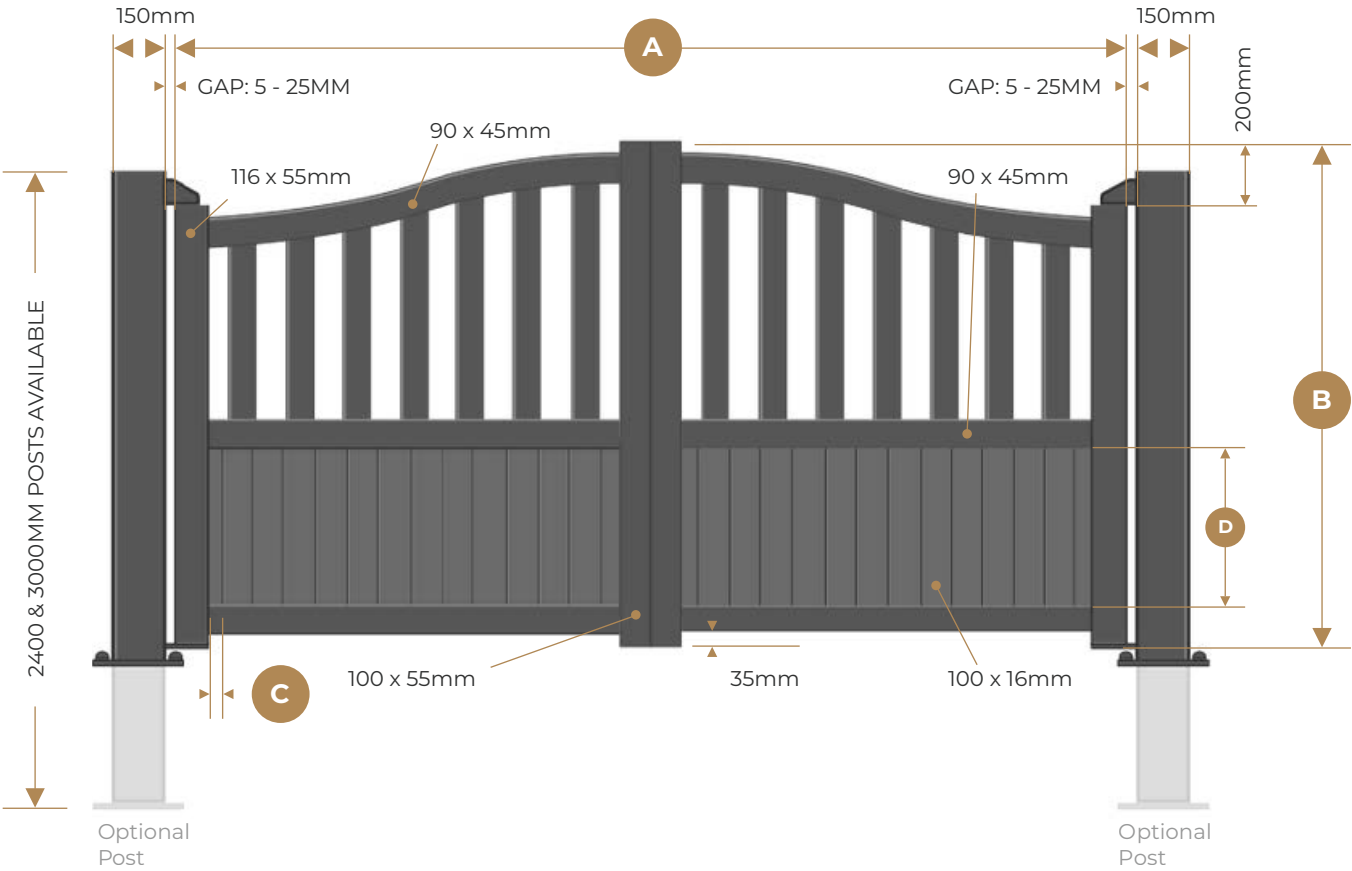 150mm
A
150mm
GAP: 5 - 25MM
GAP: 5 - 25MM
200mm
90 x 45mm
116 x 55mm
90 x 45mm
2400 & 3000MM POSTS AVAILABLE
B
D
C
100 x 55mm
35mm
100 x 16mm
Optional
Post
Optional
Post